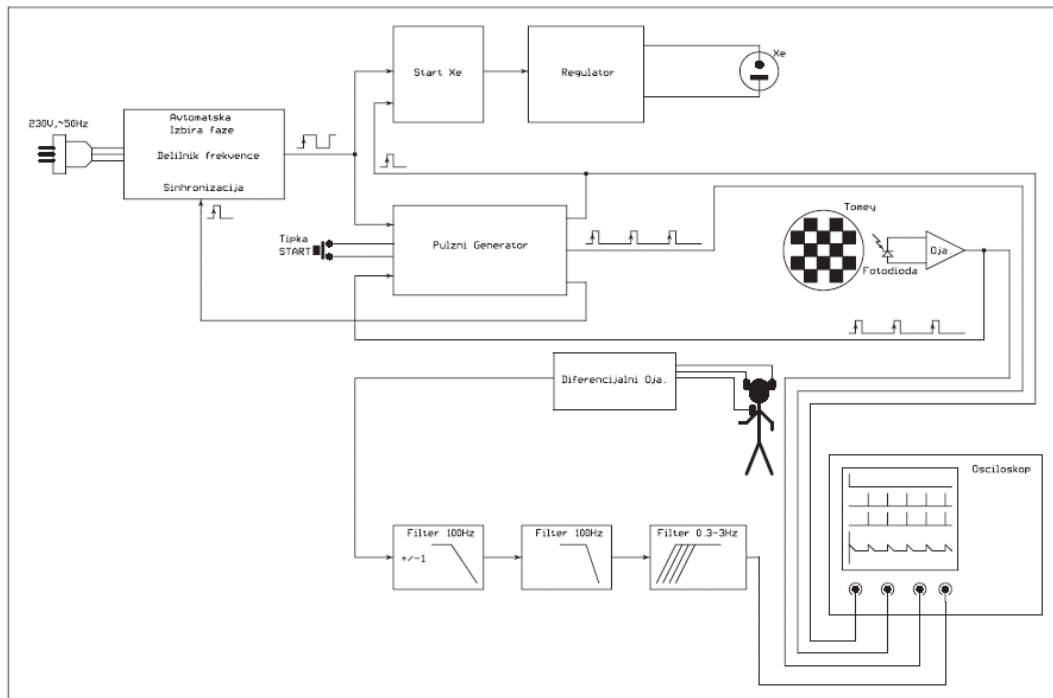 Start Xe
Regulator
Xe
230V,~50Hz
Avtomatska
Izbira faze
Delilnik frekvence
Sinhronizacija
Tipka
START
Pulzni Generator
Tomey
Fotodioda
Oja.
Diferencijalni Oja.
Osciloskop
Filter 100Hz
+/-1
Filter 100Hz
Filter 0.3-3Hz